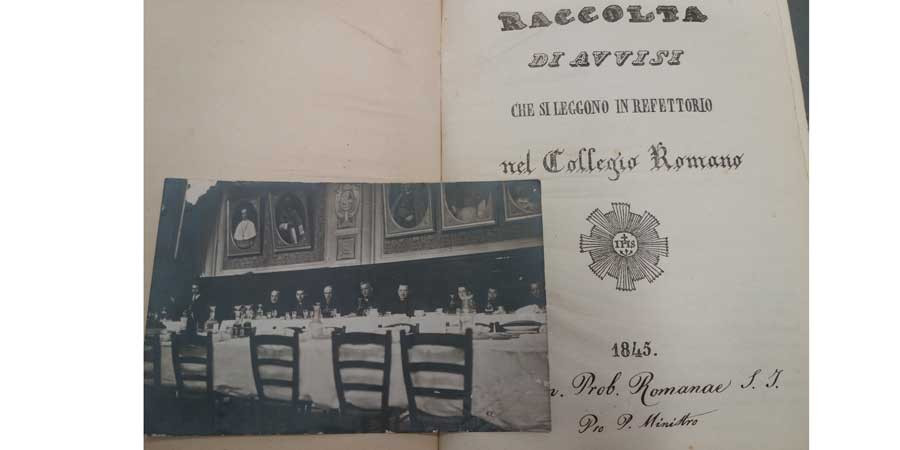 RACCOLTA
DI AVVISI
CHE SI LEGGONO IN REFETTORIO
nel Collegio Romano
IHS
1845.
Prob. Romanae S. J.
Pro P. Ministro